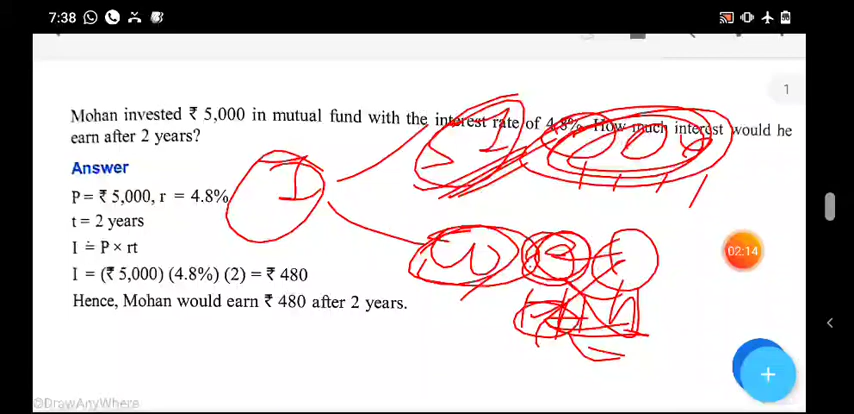 7:38
1
Mohan invested ₹ 5,000 in mutual fund with the interest rate of 4.8%. How much interest would he
earn after 2 years?
Answer
P = ₹ 5,000, r = 4.8%
t = 2 years
I = P × rt
I = (₹ 5,000) (4.8%) (2) = ₹ 480
Hence, Mohan would earn ₹ 480 after 2 years.
I
S I
02:14
@DrawAnyWhere